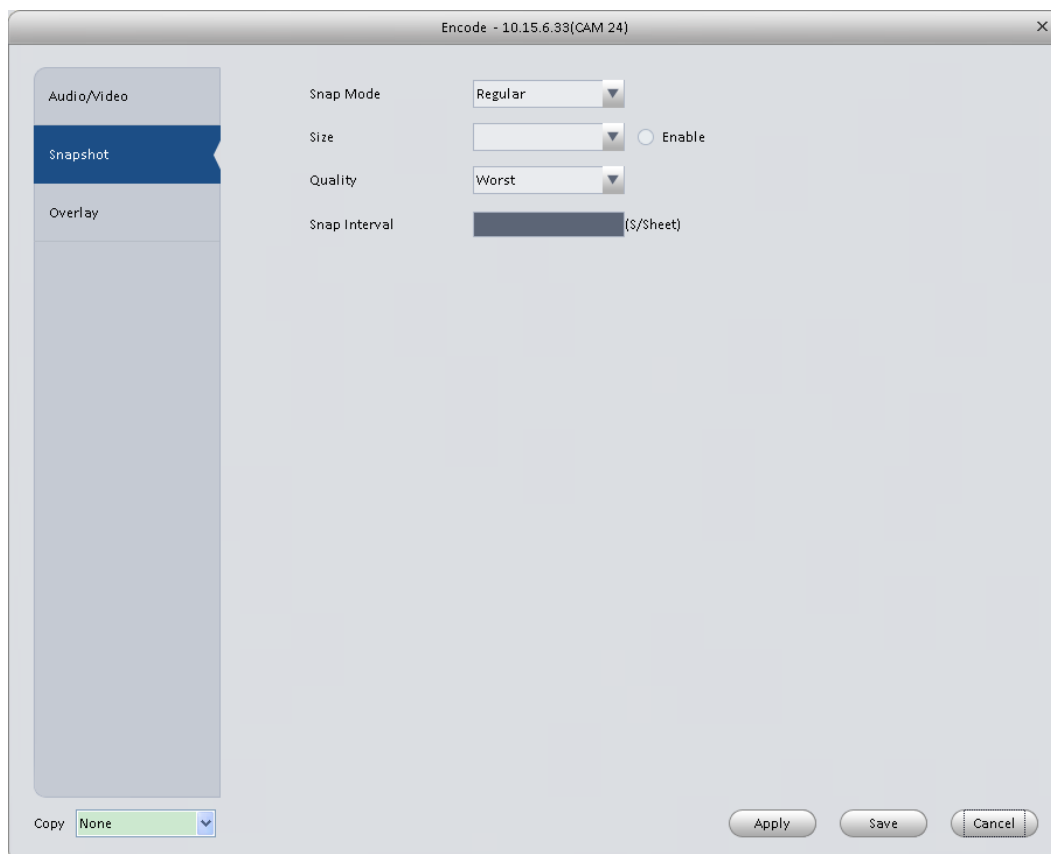 Encode - 10.15.6.33(CAM 24)
Audio/Video
Snapshot
Overlay
Snap Mode Regular
Size Enable
Quality Worst
Snap Interval (S/Sheet)
Copy None Apply Save Cancel